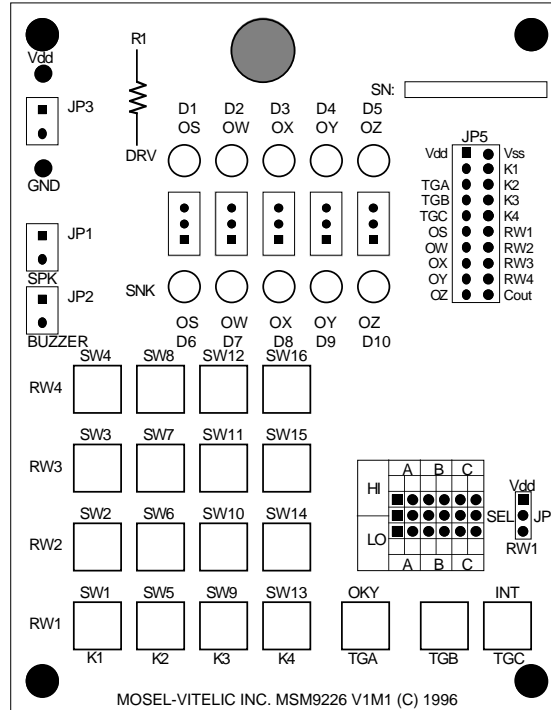 R1
Vdd
SN:
JP3
D1 D2 D3 D4 D5
OS OW OX OY OZ
JP5
Vdd Vss
K1
DRV
TGA K2
GND
TGB K3
TGC K4
OS RW1
JP1
OW RW2
OX RW3
SPK
SNK
OY RW4
JP2
OZ Cout
OS OW OX OY OZ
BUZZER
D6 D7 D8 D9 D10
SW4 SW8 SW12 SW16
RW4
SW3 SW7 SW11 SW15
RW3
A B C
HI
Vdd
SW2 SW6 SW10 SW14
SEL JP
LO
RW2
RW1
A B C
SW1 SW5 SW9 SW13 OKY INT
RW1
K1 K2 K3 K4 TGA TGB TGC
MOSEL-VITELIC INC. MSM9226 V1M1 (C) 1996